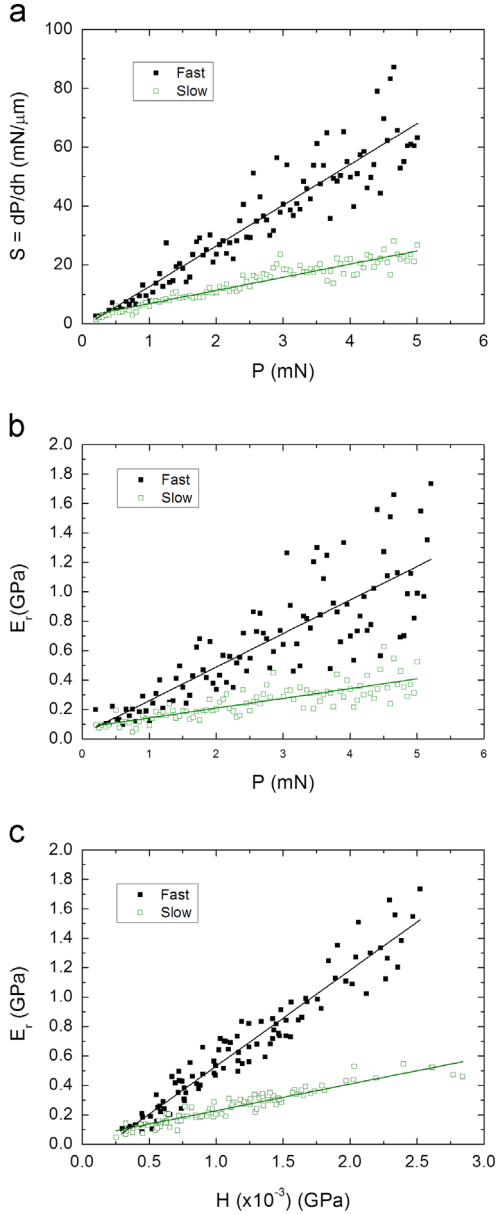 a
100
80
60
40
20
0
S = dP/dh (mN/μm)
Fast
Slow
0 1 2 3 4 5 6
P (mN)
b
2.0
1.8
1.6
1.4
1.2
1.0
0.8
0.6
0.4
0.2
0.0
Er(GPa)
Fast
Slow
0 1 2 3 4 5 6
P (mN)
c
2.0
1.8
1.6
1.4
1.2
1.0
0.8
0.6
0.4
0.2
0.0
Er (GPa)
Fast
Slow
0.0 0.5 1.0 1.5 2.0 2.5 3.0
H (x10-3) (GPa)